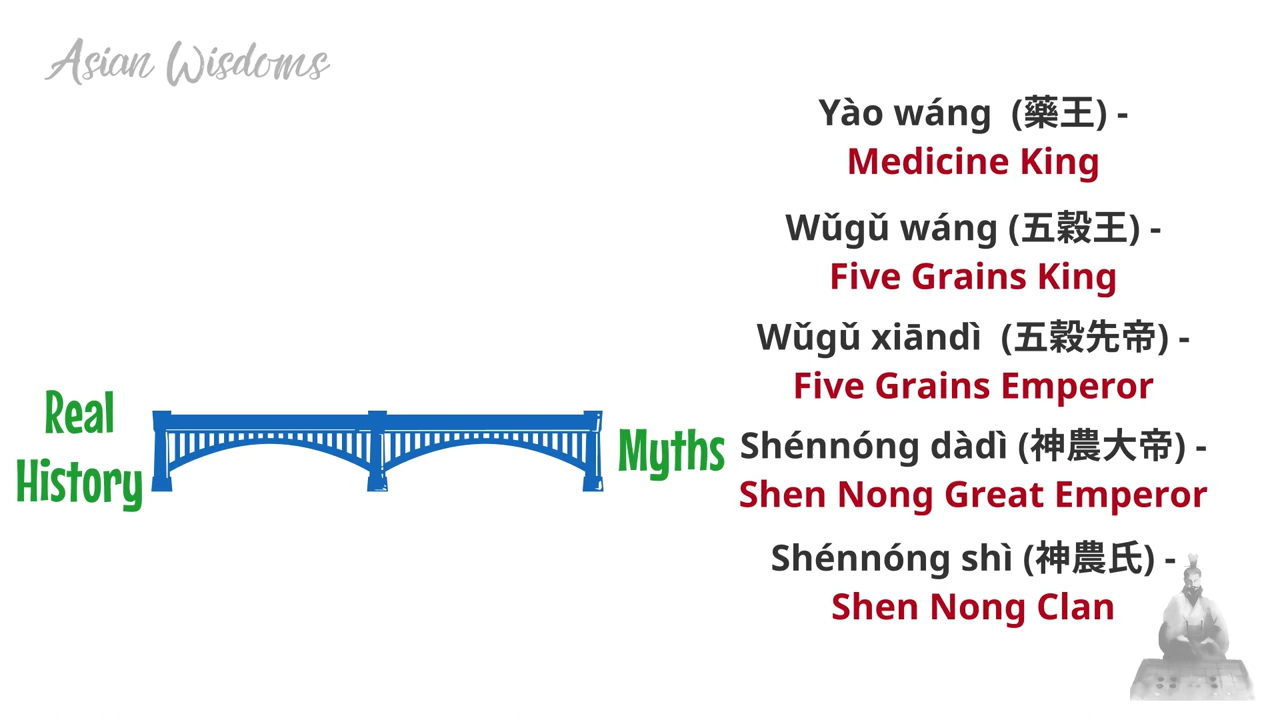 Asian Wisdoms
Yào wáng (藥王) -
Medicine King
Wǔgǔ wáng (五穀王) -
Five Grains King
Wǔgǔ xiāndì (五穀先帝) -
Five Grains Emperor
Shénnóng dàdì (神農大帝) -
Shen Nong Great Emperor
Shénnóng shì (神農氏) -
Shen Nong Clan
Real
History
Myths